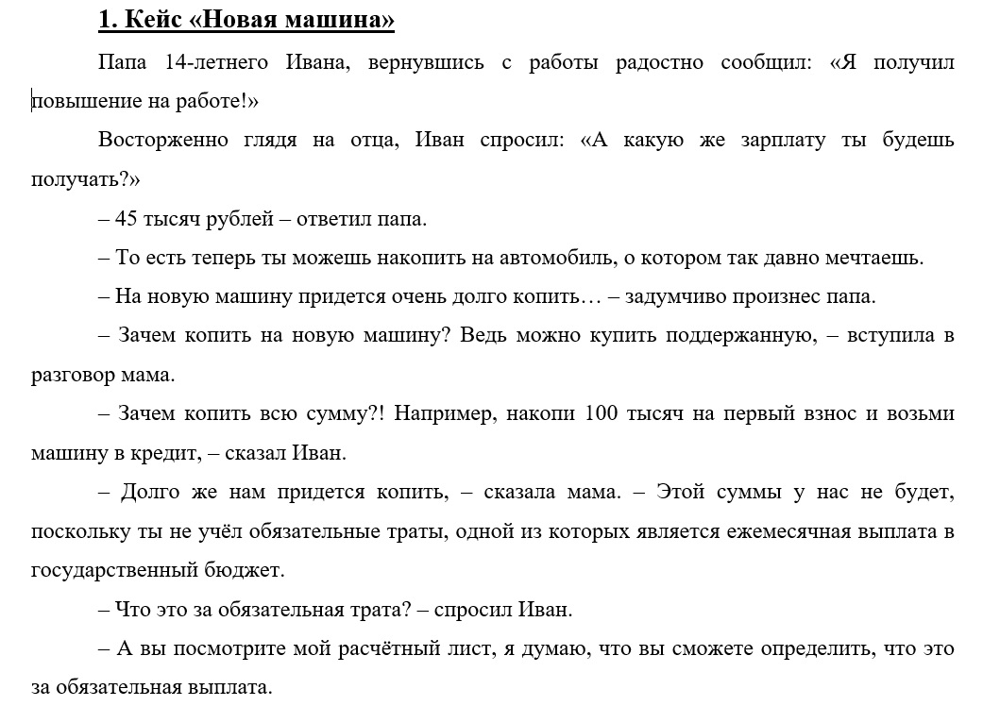 1. Кейс «Новая машина»
Папа 14-летнего Ивана, вернувшись с работы радостно сообщил: «Я получил
повышение на работе!»
Восторженно глядя на отца, Иван спросил: «А какую же зарплату ты будешь
получать?»
– 45 тысяч рублей – ответил папа.
– То есть теперь ты можешь накопить на автомобиль, о котором так давно мечтаешь.
– На новую машину придется очень долго копить… – задумчиво произнес папа.
– Зачем копить на новую машину? Ведь можно купить поддержанную, – вступила в
разговор мама.
– Зачем копить всю сумму?! Например, накопи 100 тысяч на первый взнос и возьми
машину в кредит, – сказал Иван.
– Долго же нам придется копить, – сказала мама. – Этой суммы у нас не будет,
поскольку ты не учёл обязательные траты, одной из которых является ежемесячная выплата в
государственный бюджет.
– Что это за обязательная трата? – спросил Иван.
– А вы посмотрите мой расчётный лист, я думаю, что вы сможете определить, что это
за обязательная выплата.